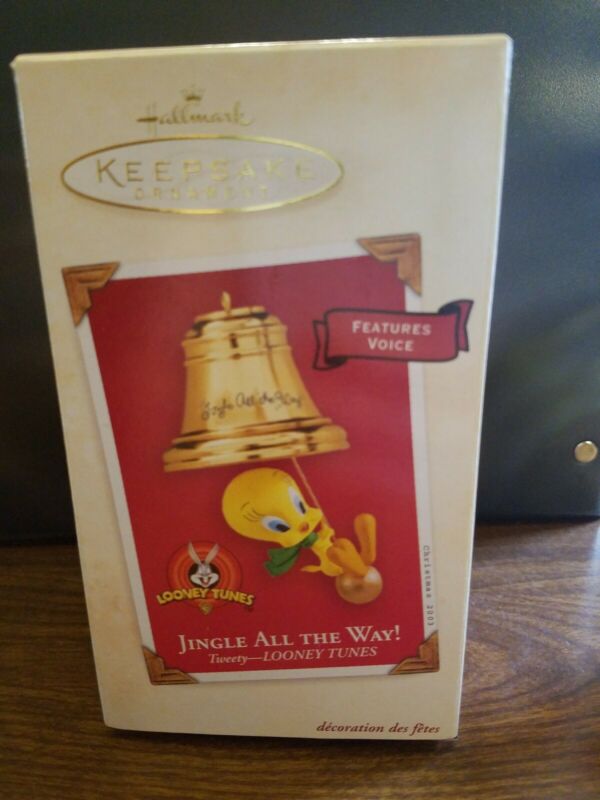 Hallmark
KEEPSAKE
ORNAMENT
FEATURES
VOICE
Jingle All the Way
LOONEY TUNES
Christmas 2003
JINGLE ALL THE WAY!
Tweety—LOONEY TUNES
décoration des fêtes